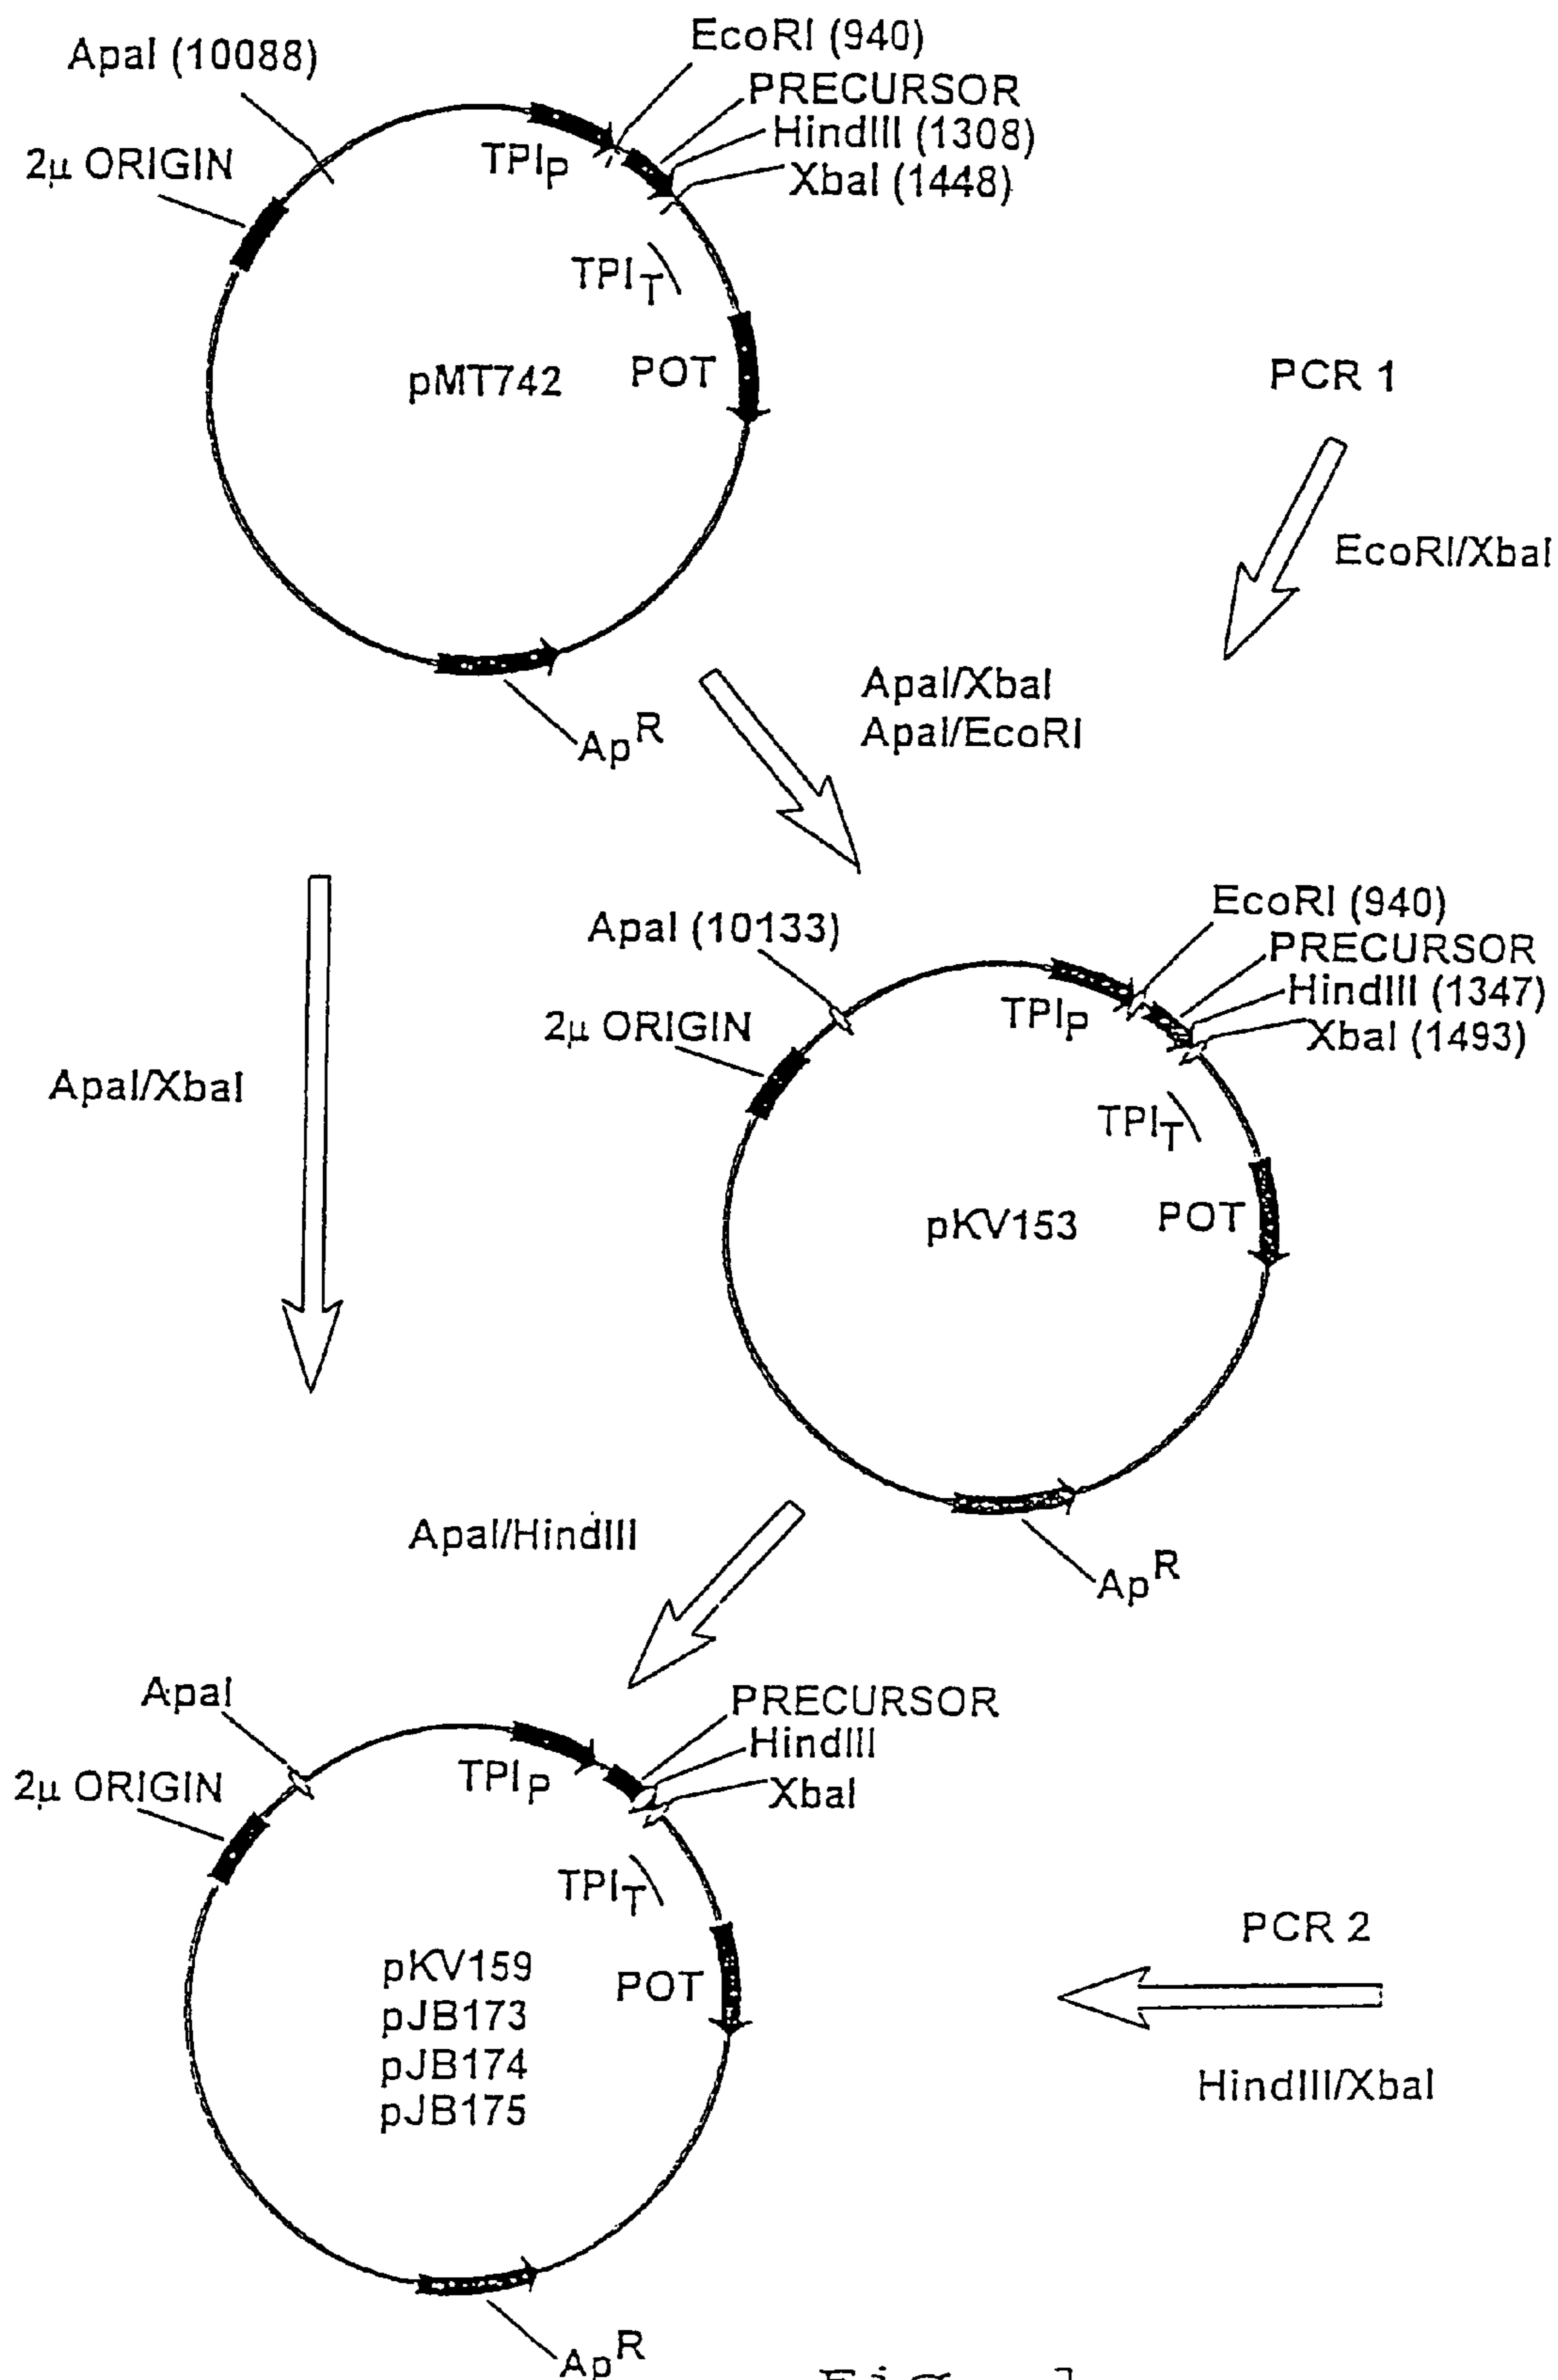 ApaI (10088)
EcoRI (940)
PRECURSOR
HindIII (1308)
XbaI (1448)
2µ ORIGIN
TPIP
TPIT
pMT742
POT
PCR 1
EcoRI/XbaI
ApaI/XbaI
ApaI/EcoRI
ApR
EcoRI (940)
ApaI (10133)
PRECURSOR
HindIII (1347)
XbaI (1493)
2µ ORIGIN
TPIP
ApaI/XbaI
TPIT
POT
pKV153
ApaI/HindIII
ApR
ApaI
PRECURSOR
HindIII
XbaI
2µ ORIGIN
TPIP
TPIT
PCR 2
pKV159
pJB173
pJB174
pJB175
POT
HindIII/XbaI
ApR